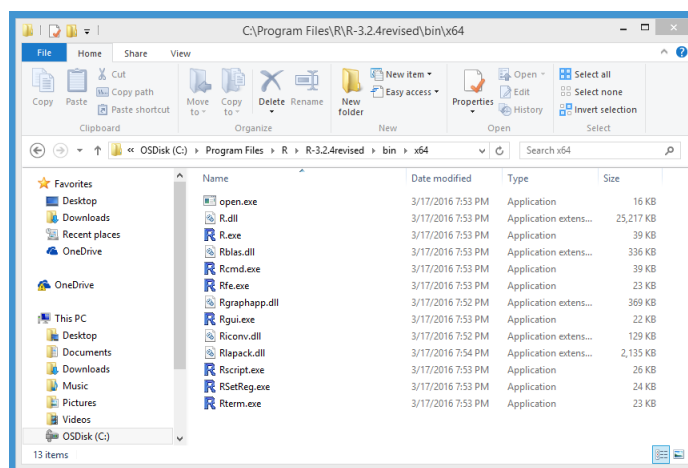 C:\Program Files\R\R-3.2.4revised\bin\x64
File Home Share View
Copy
Paste
Cut
Copy path
Paste shortcut
Clipboard
Move to
Copy to
Delete
Rename
Organize
New folder
New item
Easy access
New
Properties
Open
Edit
History
Open
Select all
Select none
Invert selection
Select
« OSDisk (C:) Program Files R R-3.2.4revised bin x64
Search x64
Favorites
Desktop
Downloads
Recent places
OneDrive
OneDrive
This PC
Desktop
Documents
Downloads
Music
Pictures
Videos
OSDisk (C:)
Name Date modified Type Size
open.exe 3/17/2016 7:53 PM Application 16 KB
R.dll 3/17/2016 7:53 PM Application extens... 25,217 KB
R.exe 3/17/2016 7:53 PM Application 39 KB
Rblas.dll 3/17/2016 7:53 PM Application extens... 336 KB
Rcmd.exe 3/17/2016 7:53 PM Application 39 KB
Rfe.exe 3/17/2016 7:53 PM Application 23 KB
Rgraphapp.dll 3/17/2016 7:52 PM Application extens... 369 KB
Rgui.exe 3/17/2016 7:53 PM Application 22 KB
Riconv.dll 3/17/2016 7:52 PM Application extens... 129 KB
Rlapack.dll 3/17/2016 7:54 PM Application extens... 2,135 KB
Rscript.exe 3/17/2016 7:53 PM Application 26 KB
RSetReg.exe 3/17/2016 7:53 PM Application 24 KB
Rterm.exe 3/17/2016 7:53 PM Application 23 KB
13 items